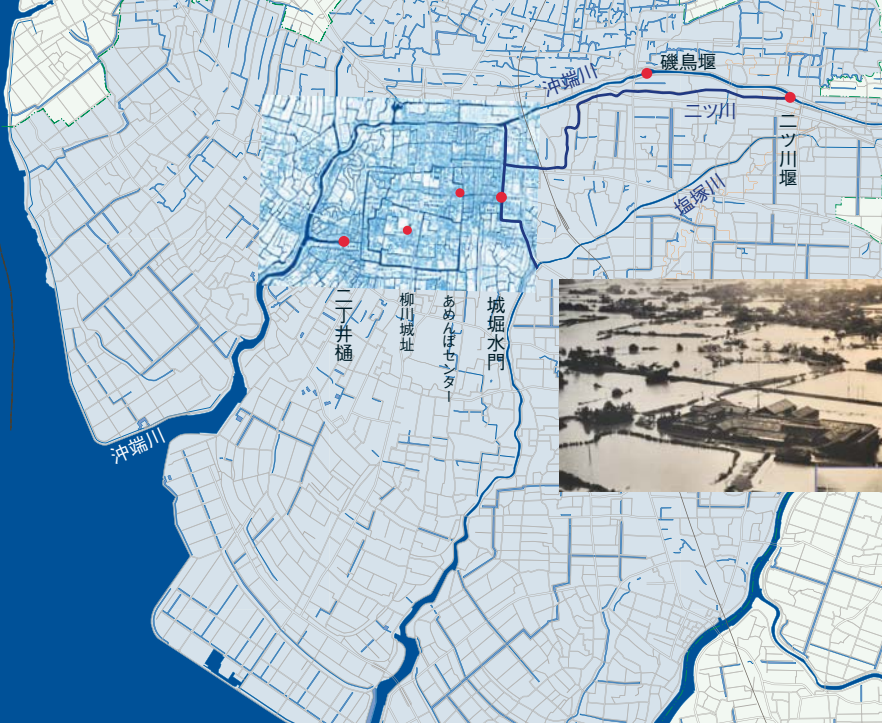 磯鳥堰
沖端川
二ツ川
二ツ川堰
塩塚川
二丁井樋
柳川城址
あめんぼセンター
城堀水門
沖端川